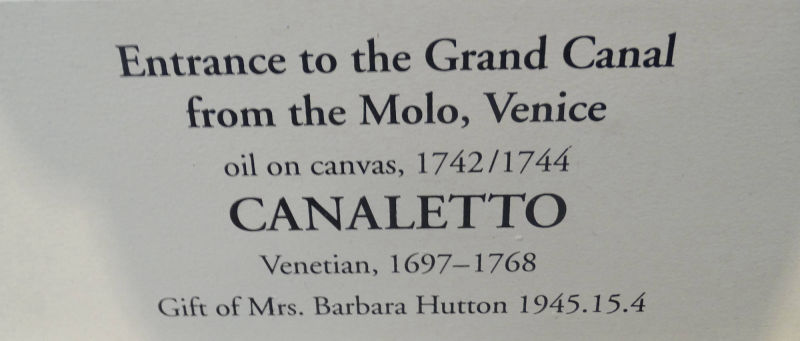 Entrance to the Grand Canal
from the Molo, Venice
oil on canvas, 1742/1744
CANALETTO
Venetian, 1697–1768
Gift of Mrs. Barbara Hutton 1945.15.4